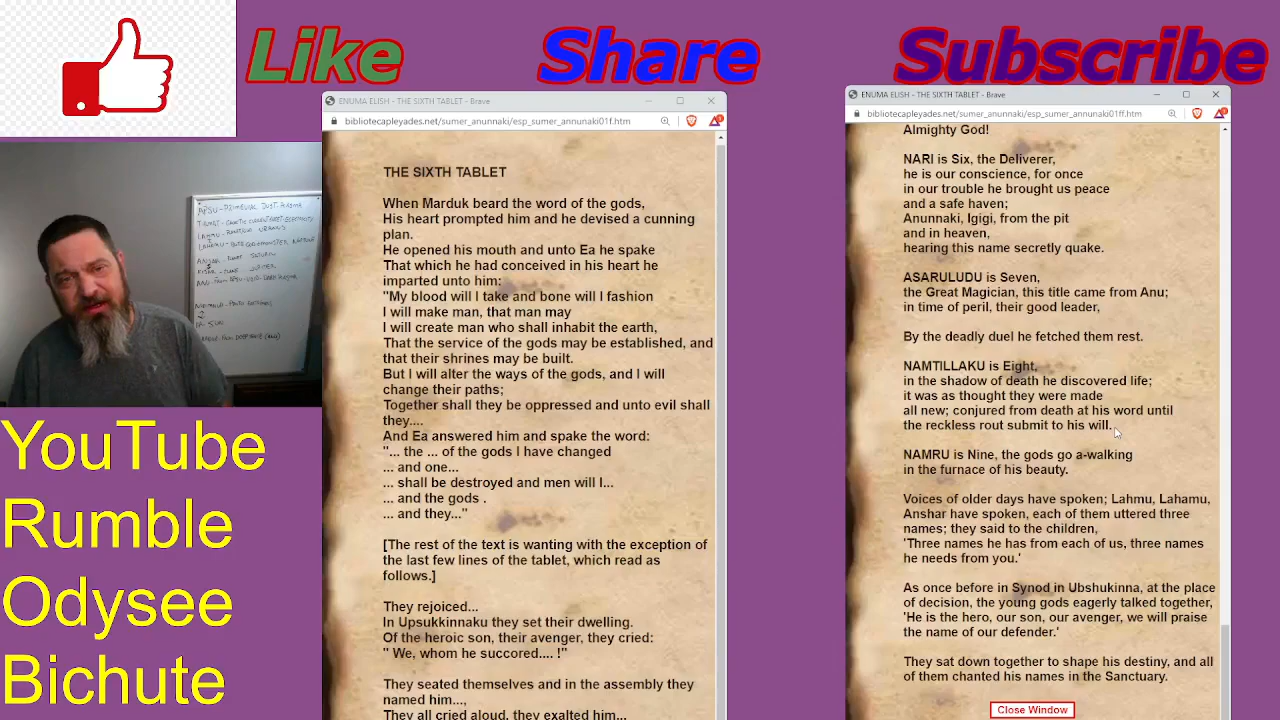 Like
Share
Subscribe
ENUMA ELISH - THE SIXTH TABLET - Brave
bibliotecapleyades.net/sumer_anunnaki/esp_sumer_annunaki01f.htm
THE SIXTH TABLET
When Marduk beard the word of the gods,
His heart prompted him and he devised a cunning
plan.
He opened his mouth and unto Ea he spake
That which he had conceived in his heart he
imparted unto him:
"My blood will I take and bone will I fashion
I will make man, that man may
I will create man who shall inhabit the earth,
That the service of the gods may be established, and
that their shrines may be built.
But I will alter the ways of the gods, and I will
change their paths;
Together shall they be oppressed and unto evil shall
they....
And Ea answered him and spake the word:
"... the ... of the gods I have changed
... and one...
... shall be destroyed and men will I...
... and the gods .
... and they..."
[The rest of the text is wanting with the exception of
the last few lines of the tablet, which read as
follows.]
They rejoiced...
In Upsukkinnaku they set their dwelling.
Of the heroic son, their avenger, they cried:
" We, whom he succored.... !"
They seated themselves and in the assembly they
named him...,
They all cried aloud, they exalted him...
ENUMA ELISH - THE SIXTH TABLET - Brave
bibliotecapleyades.net/sumer_anunnaki/esp_sumer_annunaki01ff.htm
Almighty God!
NARI is Six, the Deliverer,
he is our conscience, for once
in our trouble he brought us peace
and a safe haven;
Anunnaki, Igigi, from the pit
and in heaven,
hearing this name secretly quake.
ASARULUDU is Seven,
the Great Magician, this title came from Anu;
in time of peril, their good leader,
By the deadly duel he fetched them rest.
NAMTILLAKU is Eight,
in the shadow of death he discovered life;
it was as thought they were made
all new; conjured from death at his word until
the reckless rout submit to his will.
NAMRU is Nine, the gods go a-walking
in the furnace of his beauty.
Voices of older days have spoken; Lahmu, Lahamu,
Anshar have spoken, each of them uttered three
names; they said to the children,
'Three names he has from each of us, three names
he needs from you.'
As once before in Synod in Ubshukinna, at the place
of decision, the young gods eagerly talked together,
'He is the hero, our son, our avenger, we will praise
the name of our defender.'
They sat down together to shape his destiny, and all
of them chanted his names in the Sanctuary.
Close Window
YouTube
Rumble
Odysee
Bichute